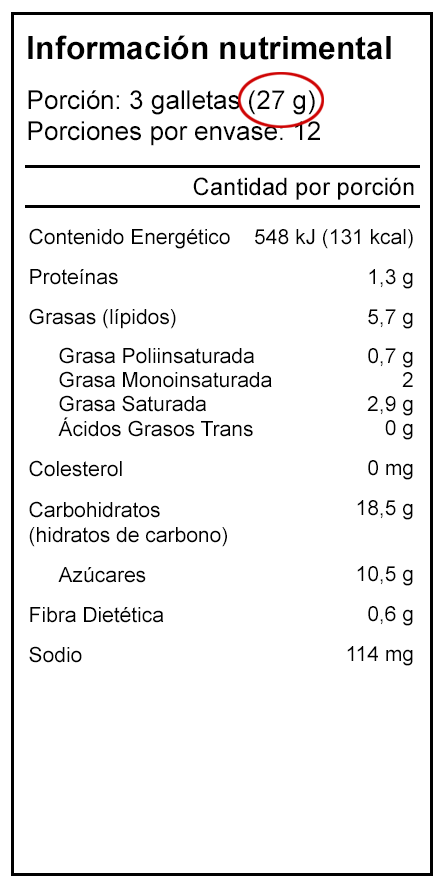 Información nutrimental
Porción: 3 galletas (27 g)
Porciones por envase: 12
Cantidad por porción
Contenido Energético 548 kJ (131 kcal)
Proteínas 1,3 g
Grasas (lípidos) 5,7 g
Grasa Poliinsaturada 0,7 g
Grasa Monoinsaturada 2
Grasa Saturada 2,9 g
Ácidos Grasos Trans 0 g
Colesterol 0 mg
Carbohidratos 18,5 g
(hidratos de carbono)
Azúcares 10,5 g
Fibra Dietética 0,6 g
Sodio 114 mg